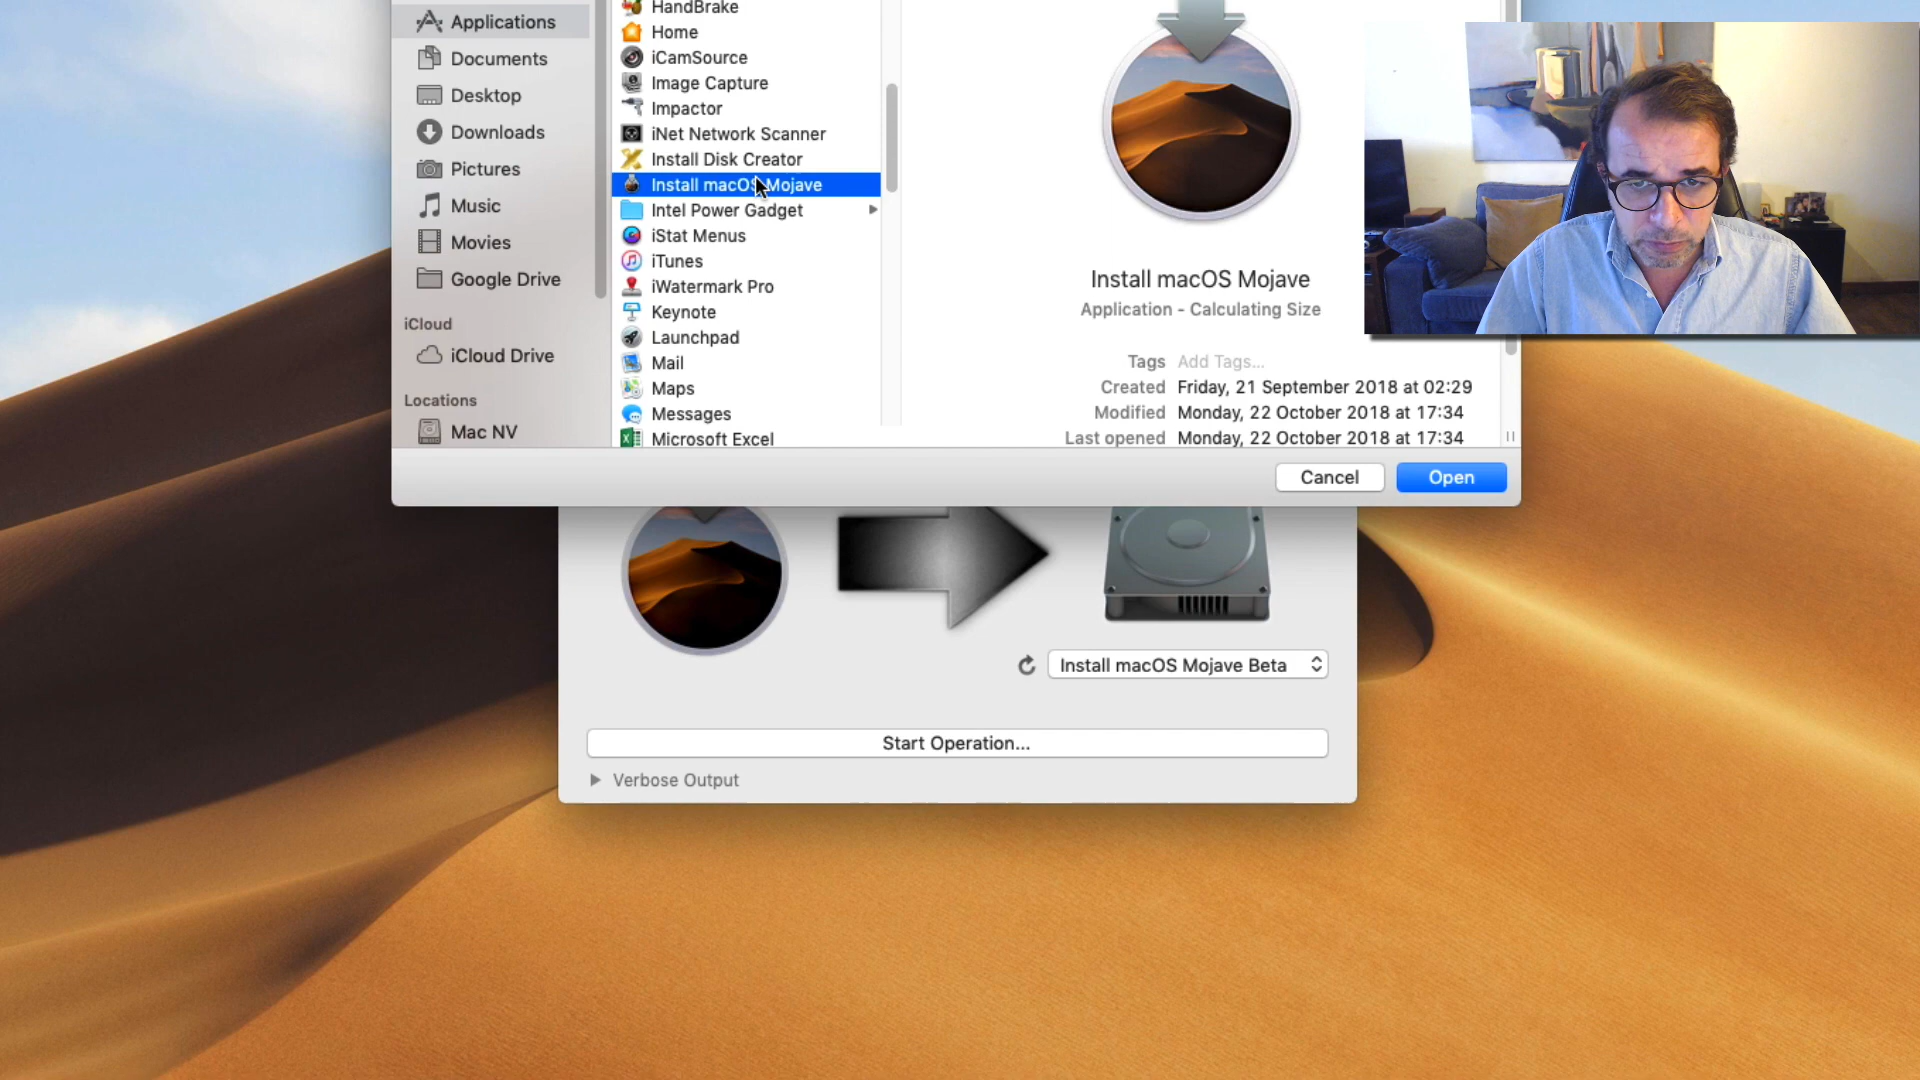 Applications
Documents
Desktop
Downloads
Pictures
Music
Movies
Google Drive
iCloud
iCloud Drive
Locations
Mac NV
HandBrake
Home
iCamSource
Image Capture
Impactor
iNet Network Scanner
Install Disk Creator
Install macOS Mojave
Intel Power Gadget
iStat Menus
iTunes
iWatermark Pro
Keynote
Launchpad
Mail
Maps
Messages
Microsoft Excel
Install macOS Mojave
Application - Calculating Size
Tags Add Tags...
Created Friday, 21 September 2018 at 02:29
Modified Monday, 22 October 2018 at 17:34
Last opened Monday, 22 October 2018 at 17:34
Cancel
Open
Install macOS Mojave Beta
Start Operation...
Verbose Output